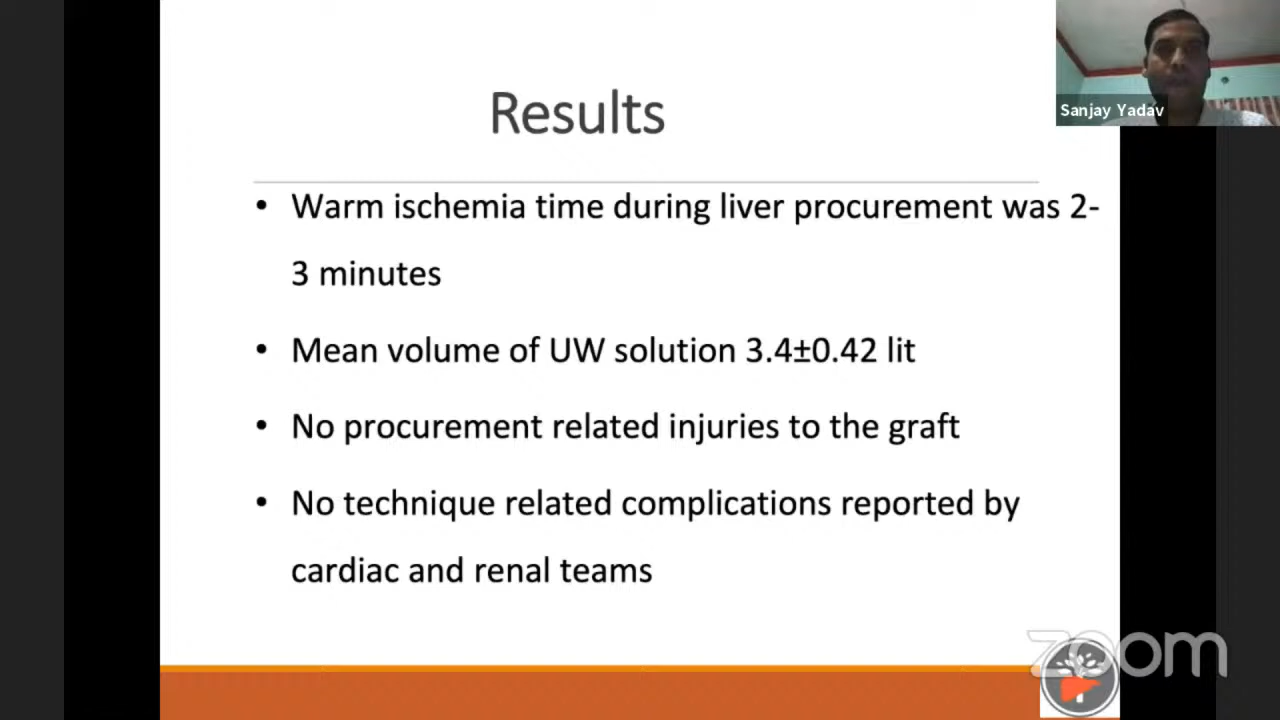 Results
Sanjay Yadav
• Warm ischemia time during liver procurement was 2-
3 minutes
• Mean volume of UW solution 3.4±0.42 lit
• No procurement related injuries to the graft
• No technique related complications reported by
cardiac and renal teams
zoom